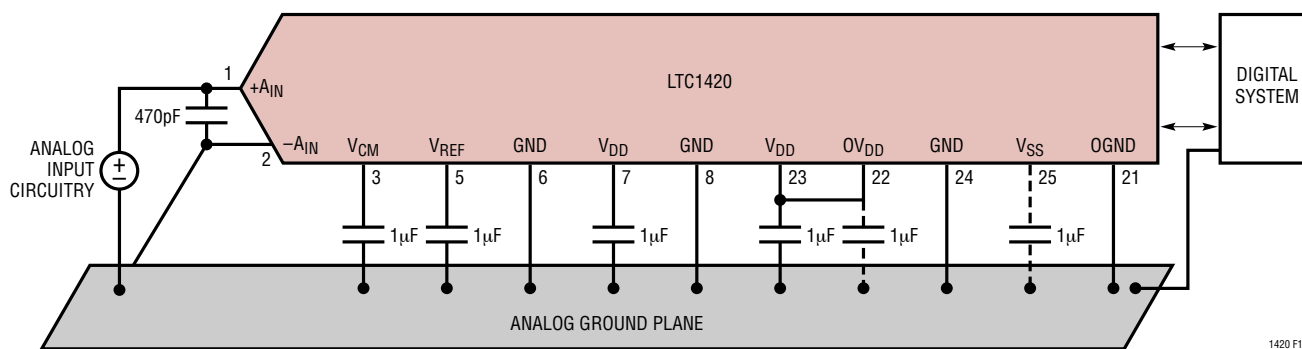 LTC1420
DIGITAL
SYSTEM
1
+AIN
470pF
–AIN
2
ANALOG
INPUT
CIRCUITRY
+
–
VCM
VREF
GND
VDD
GND
VDD
OVDD
GND
VSS
OGND
3
5
6
7
8
23
22
24
25
21
1µF
1µF
1µF
1µF
1µF
1µF
ANALOG GROUND PLANE